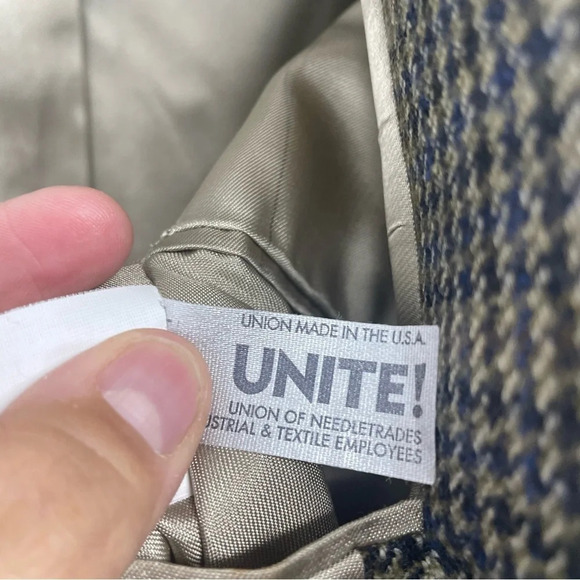 UNION MADE IN THE U.S.A.
UNITE!
UNION OF NEEDLETRADES
USTRIAL & TEXTILE EMPLOYEES